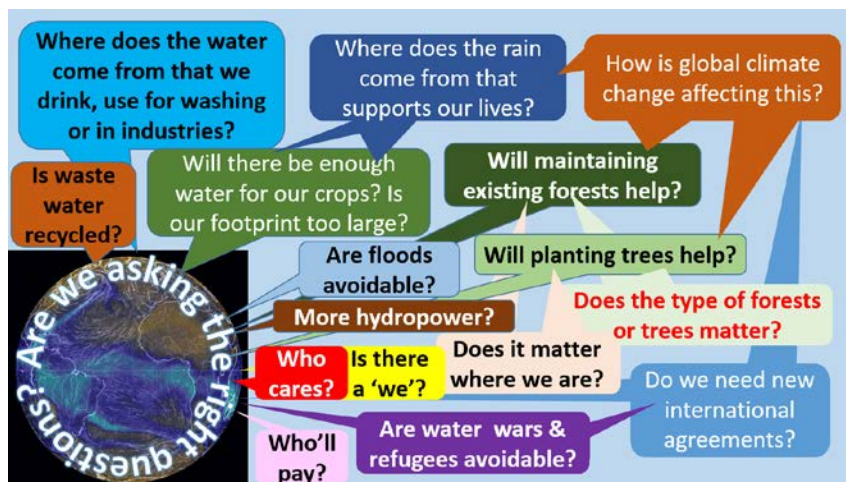 Where does the water
come from that we
drink, use for washing
or in industries?
Where does the rain
come from that
supports our lives?
How is global climate
change affecting this?
Is waste
water
recycled?
Will there be enough
water for our crops? Is
our footprint too large?
Will maintaining
existing forests help?
Are floods
avoidable?
Will planting trees help?
More hydropower?
Does the type of forests
or trees matter?
Who
cares?
Is there
a ‘we’?
Does it matter
where we are?
Do we need new
international
agreements?
Who’ll
pay?
Are water wars &
refugees avoidable?
Are we asking the right questions?